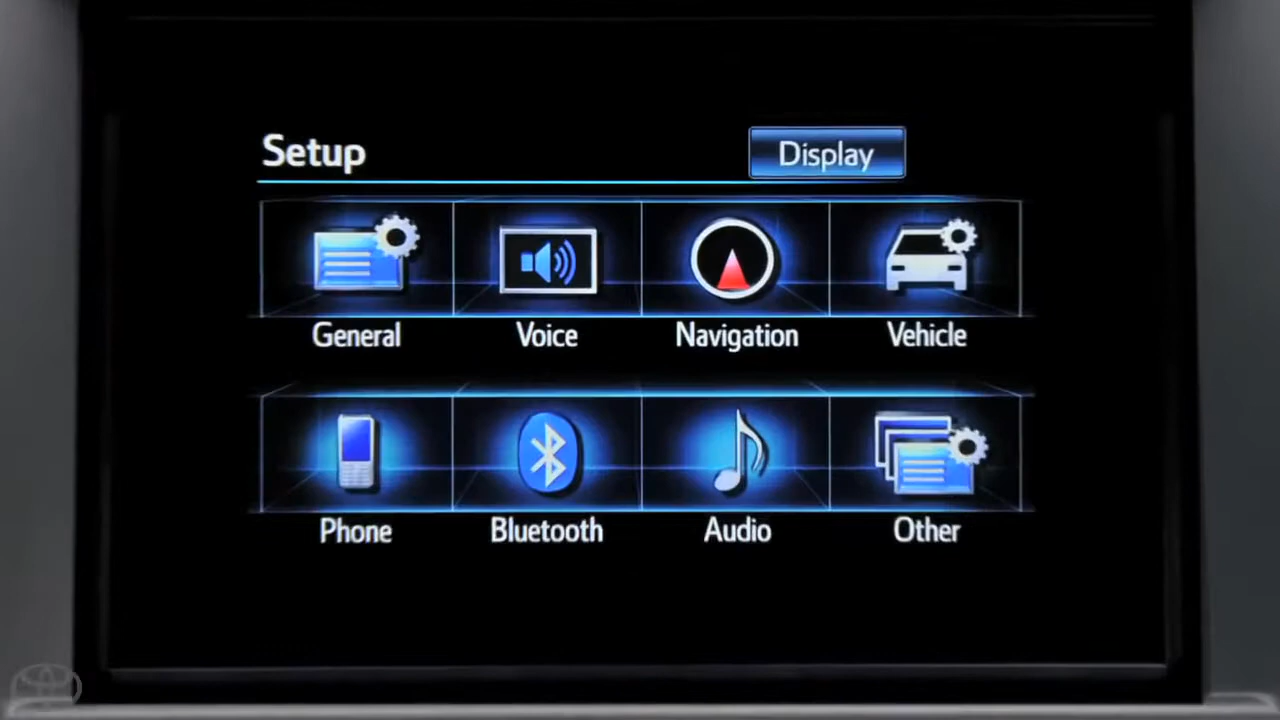 Setup
Display
General
Voice
Navigation
Vehicle
Phone
Bluetooth
Audio
Other